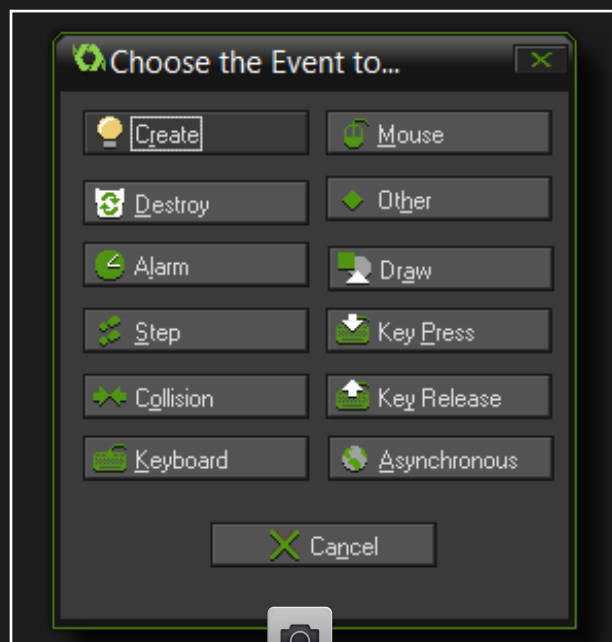 Choose the Event to...
Create
Mouse
Destroy
Other
Alarm
Draw
Step
Key Press
Collision
Key Release
Keyboard
Asynchronous
Cancel